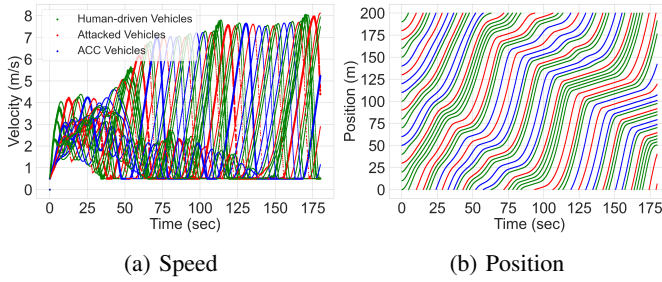 8
7
6
5
4
3
2
1
0
Velocity (m/s)
Human-driven Vehicles
Attacked Vehicles
ACC Vehicles
0 25 50 75 100 125 150 175
Time (sec)
(a) Speed
200
175
150
125
100
75
50
25
0
Position (m)
0 25 50 75 100 125 150 175
Time (sec)
(b) Position